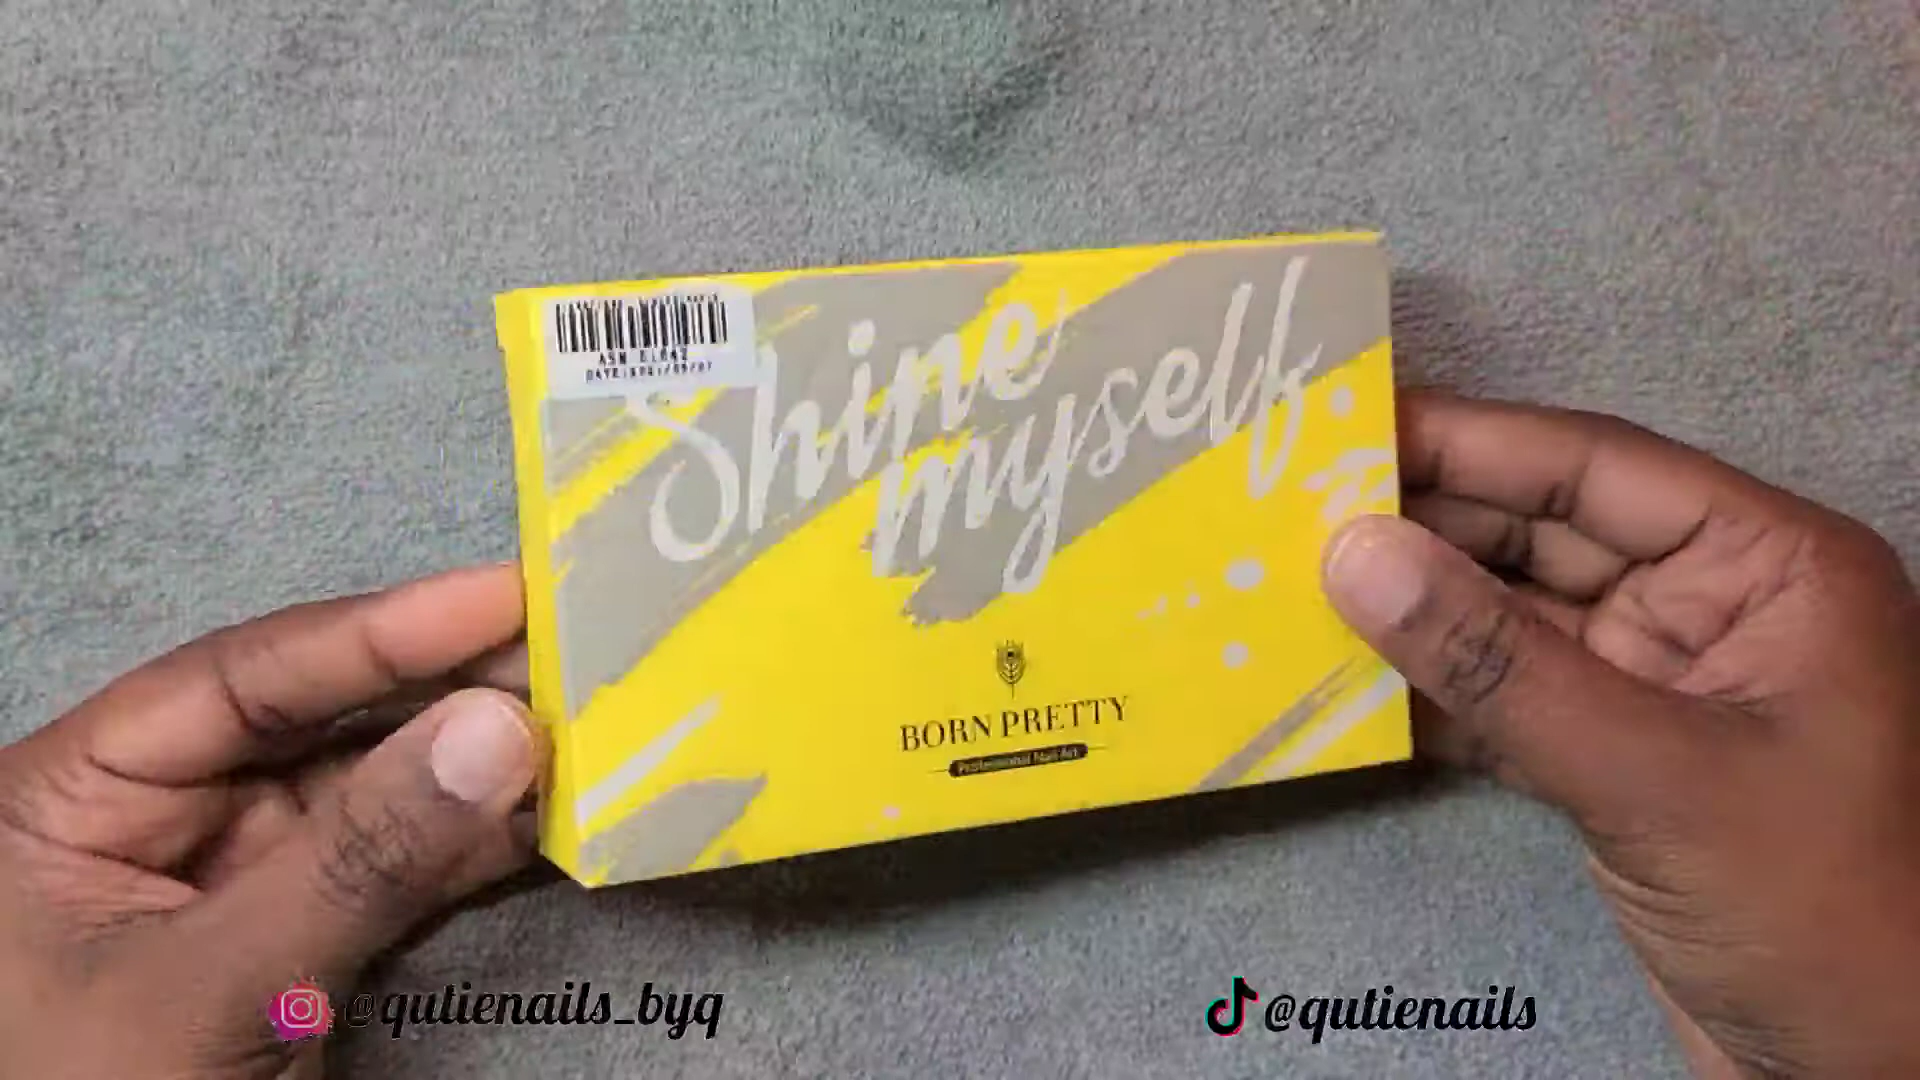 Shine
myself
BORN PRETTY
Professional Nail Art
@qutienails_byq
@qutienails